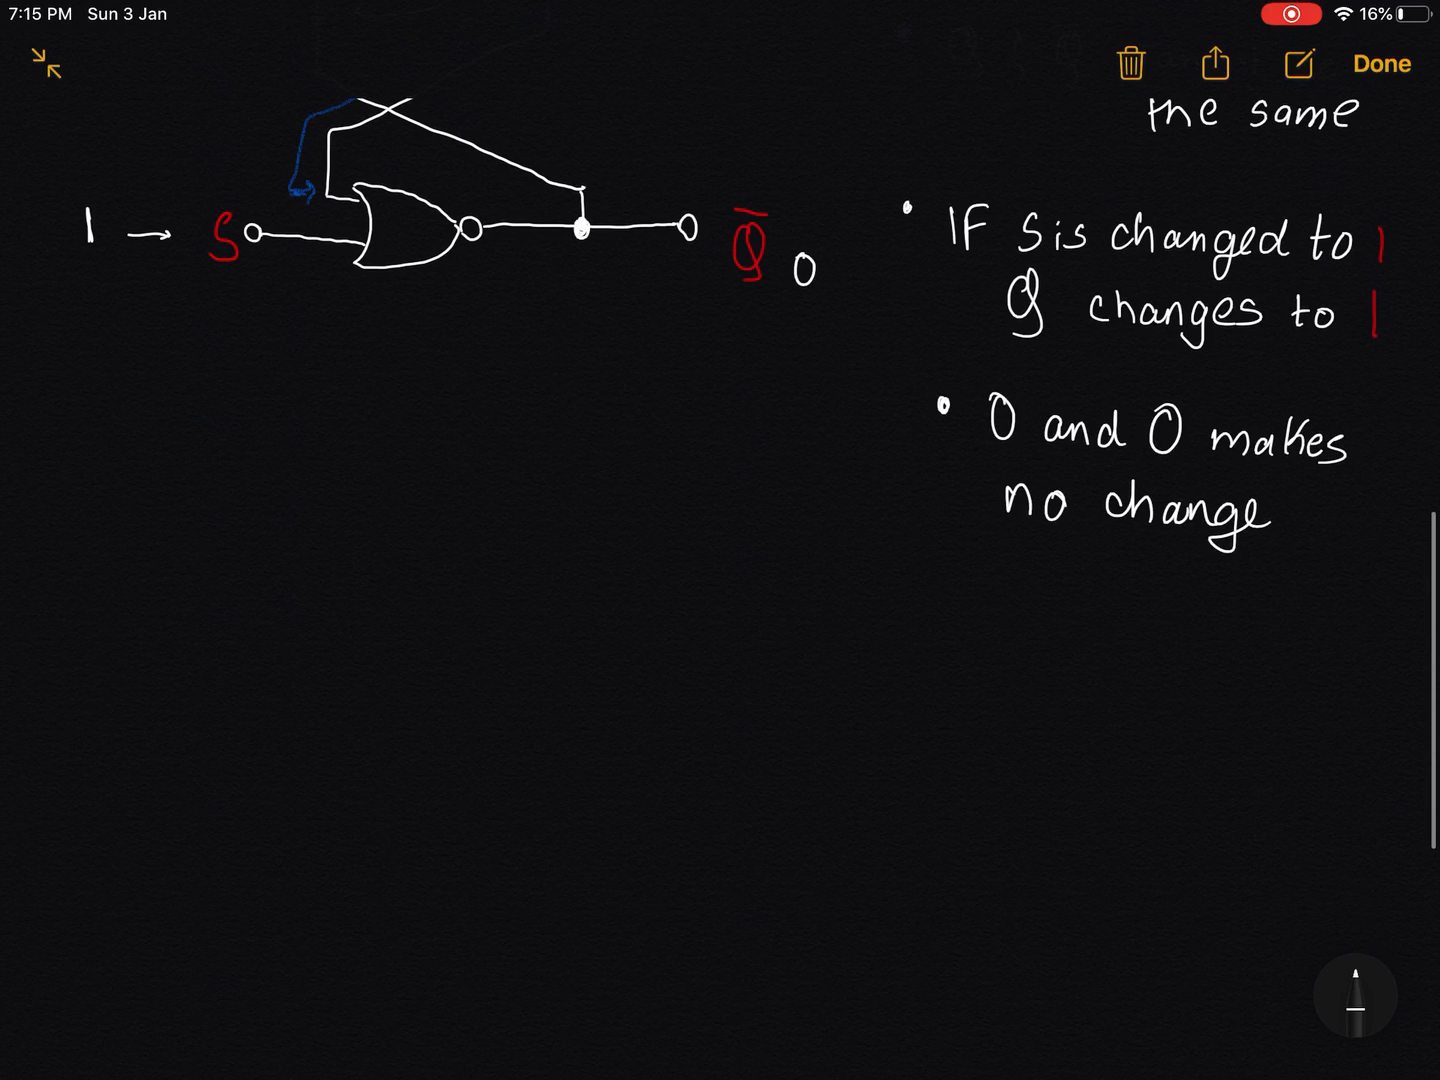 7:15 PM Sun 3 Jan
16%
Done
the same
1 → S
Q̅ 0
• IF S is changed to 1
Q changes to 1
• 0 and 0 makes
no change